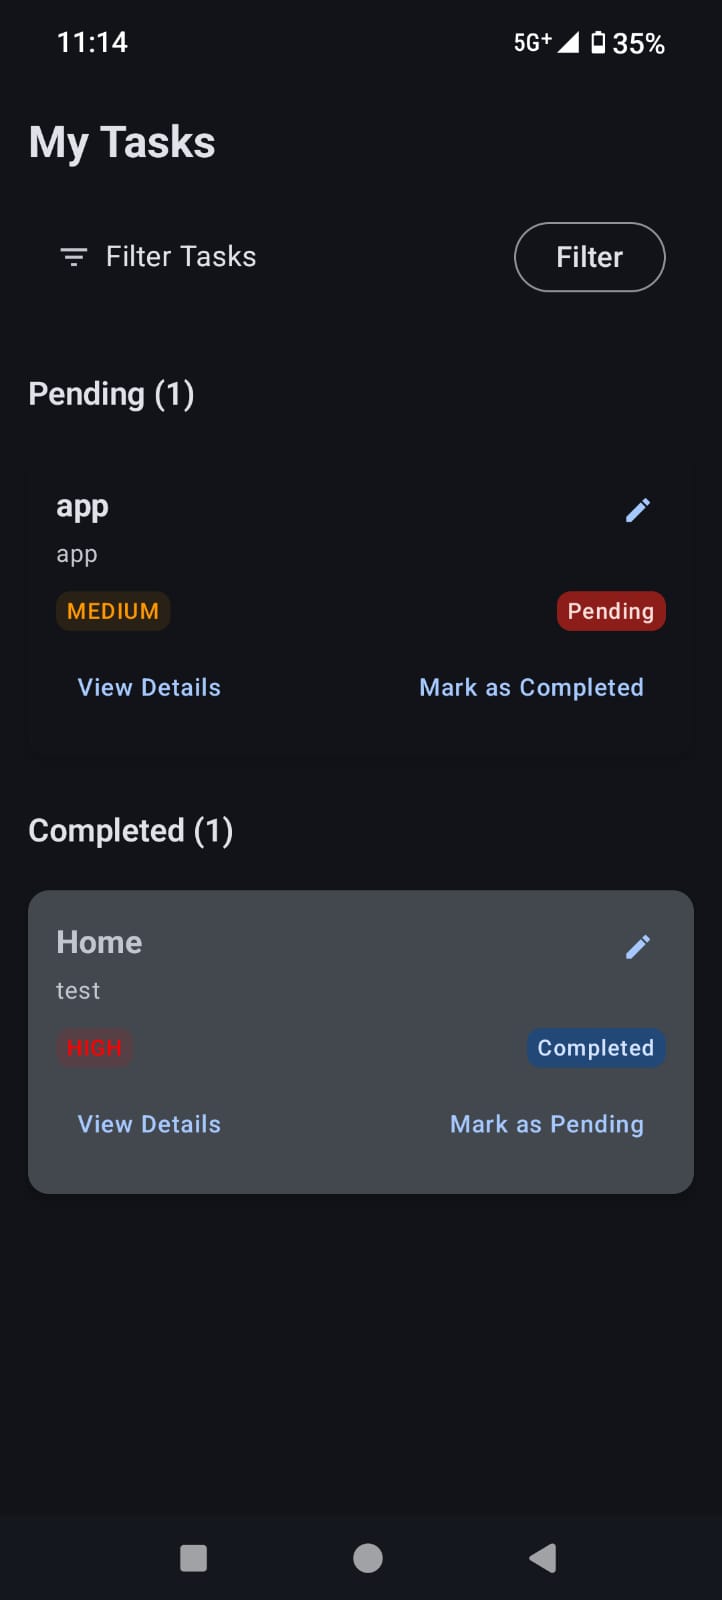 11:14 5G+ 35%
My Tasks
Filter Tasks Filter
Pending (1)
app
app
MEDIUM Pending
View Details Mark as Completed
Completed (1)
Home
test
HIGH Completed
View Details Mark as Pending